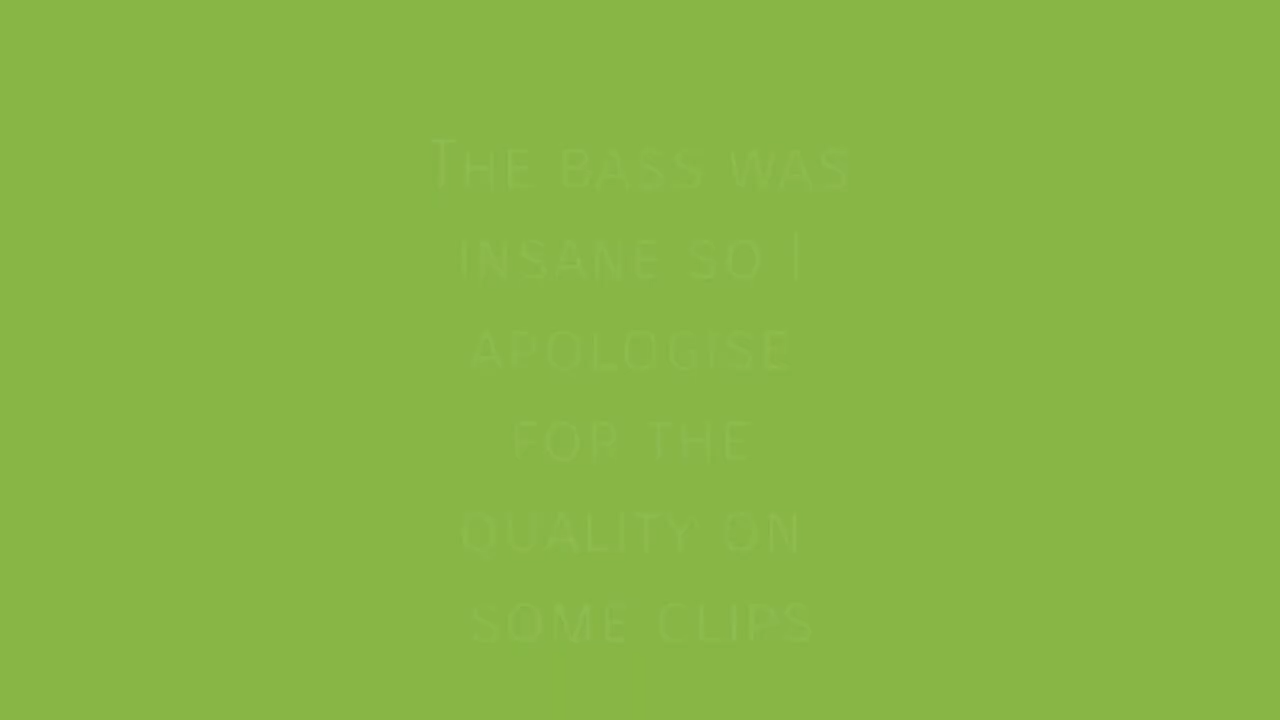 The bass was
insane so I
apologise
for the
quality on
some clips